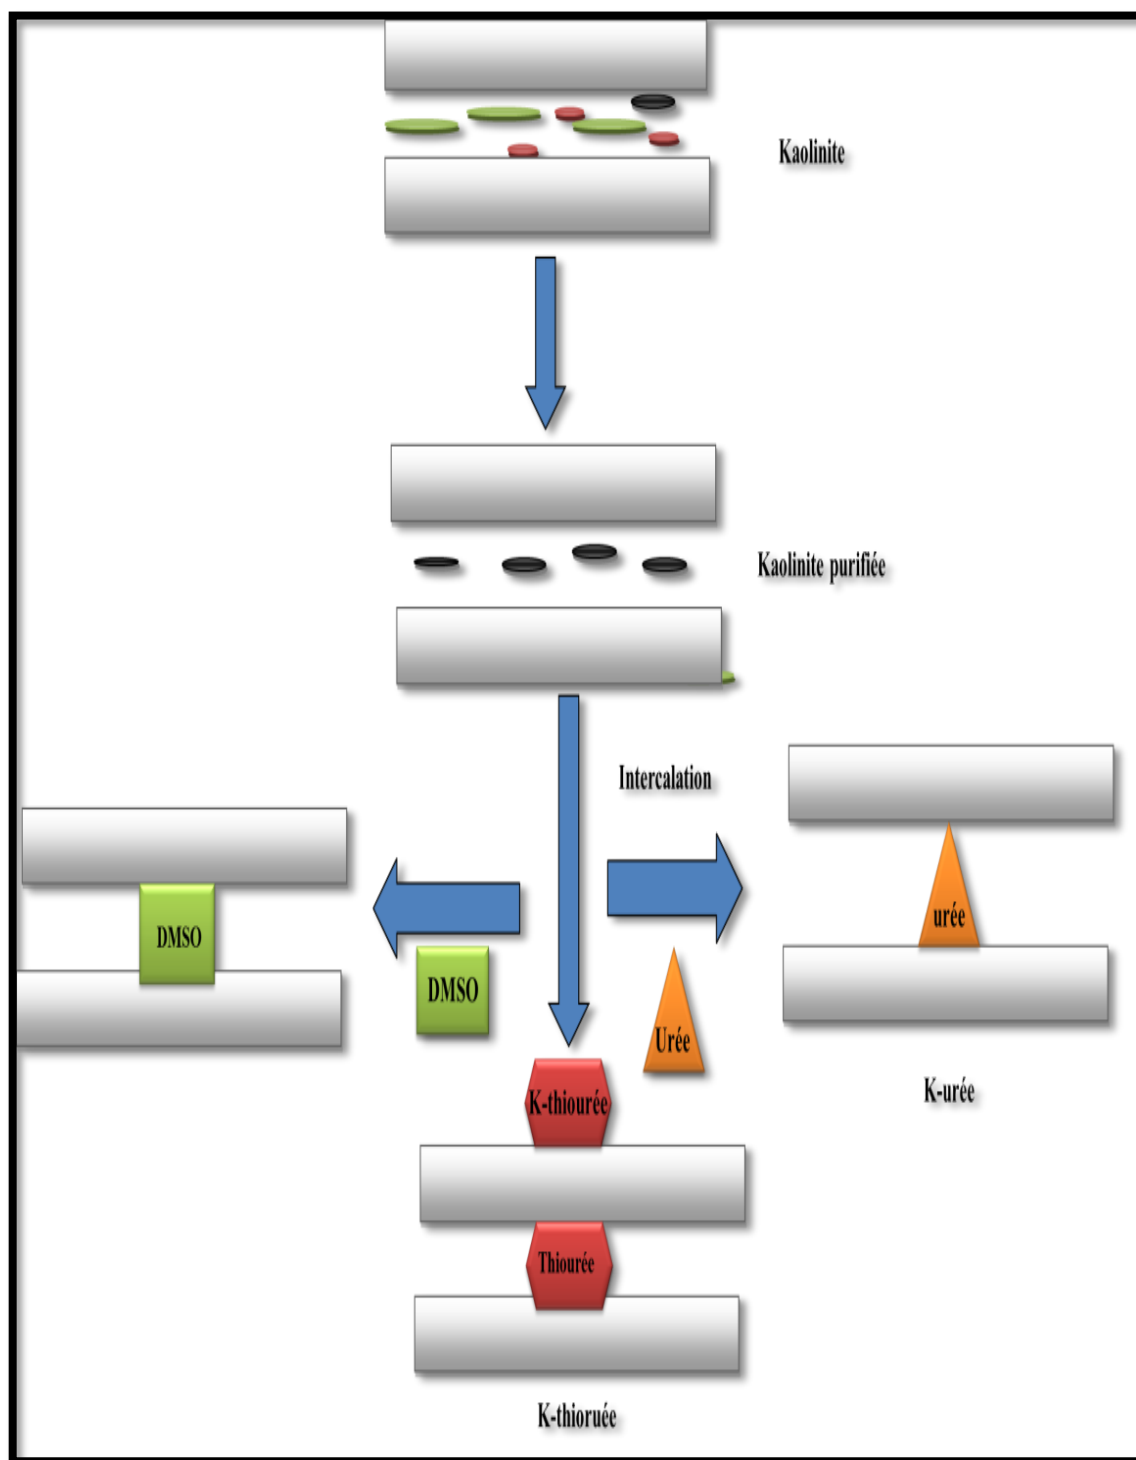 Kaolinite
Kaolinite purifiée
Intercalation
urée
DMSO
DMSO
Urée
K-urée
K-thiourée
Thiourée
K-thioruée